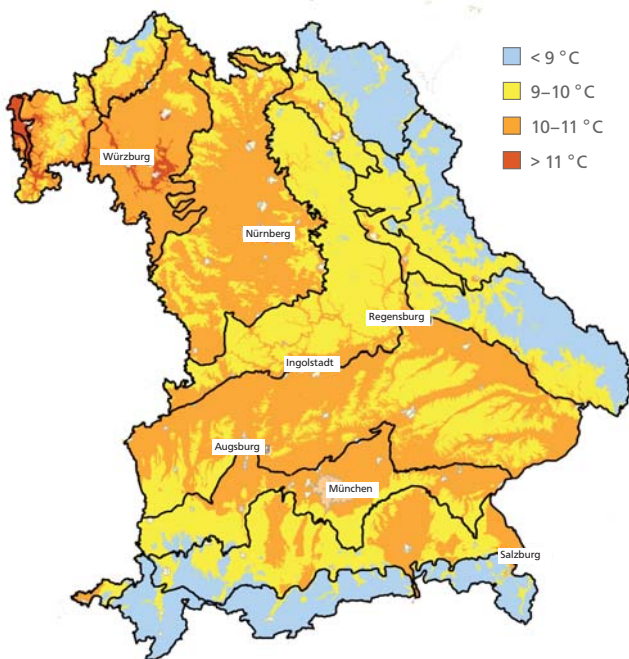 < 9 °C
9–10 °C
10–11 °C
> 11 °C
Würzburg
Nürnberg
Regensburg
Ingolstadt
Augsburg
München
Salzburg